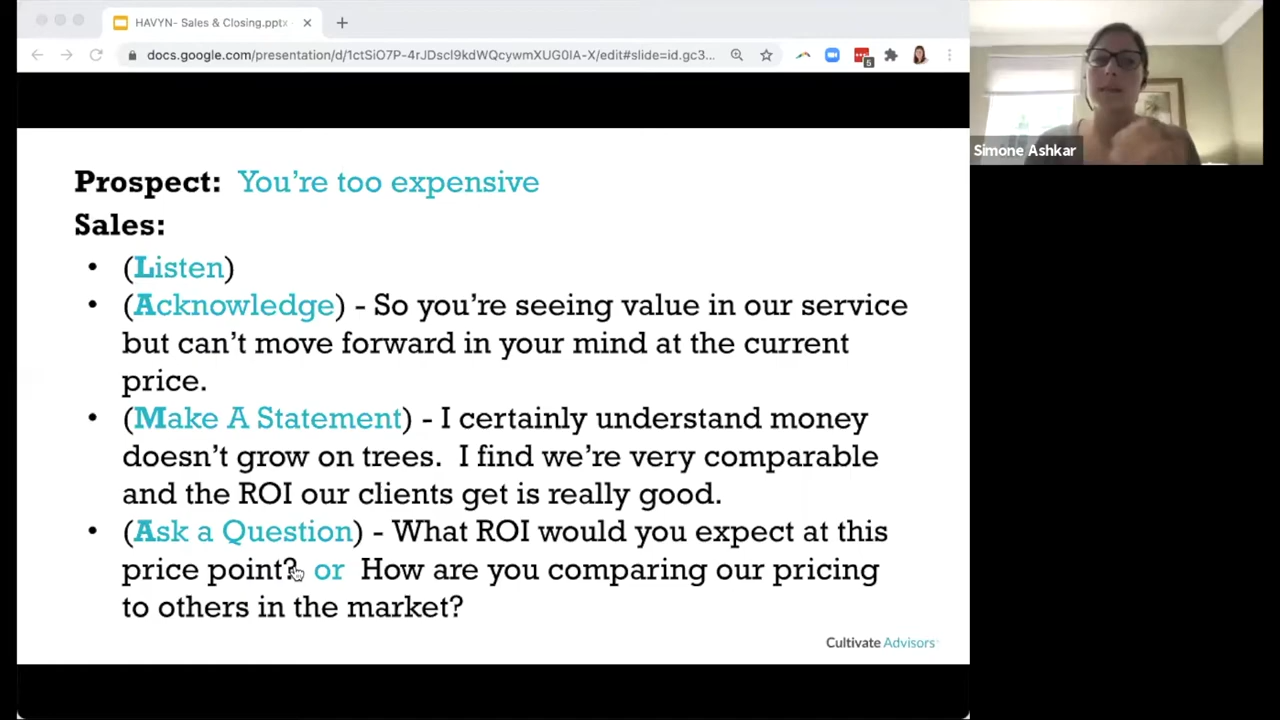 HAVYN- Sales & Closing.pptx
docs.google.com/presentation/d/1ctSiO7P-4rJDscI9kdWQcywmXUG0IA-X/edit#slide=id.gc3...
5
Simone Ashkar
Prospect: You're too expensive
Sales:
• (Listen)
• (Acknowledge) - So you're seeing value in our service
but can't move forward in your mind at the current
price.
• (Make A Statement) - I certainly understand money
doesn't grow on trees. I find we're very comparable
and the ROI our clients get is really good.
• (Ask a Question) - What ROI would you expect at this
price point? or How are you comparing our pricing
to others in the market?
Cultivate Advisors